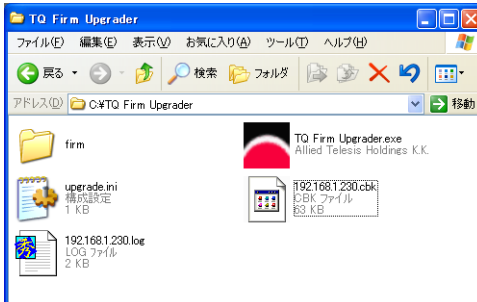 TQ Firm Upgrader
ファイル(F) 編集(E) 表示(V) お気に入り(A) ツール(T) ヘルプ(H)
戻る 検索 フォルダ
アドレス(D) C:¥TQ Firm Upgrader 移動
firm
TQ Firm Upgrader.exe
Allied Telesis Holdings K.K.
upgrade.ini
構成設定
1 KB
192.168.1.230.cbk
CBK ファイル
63 KB
192.168.1.230.log
LOG ファイル
2 KB
秀